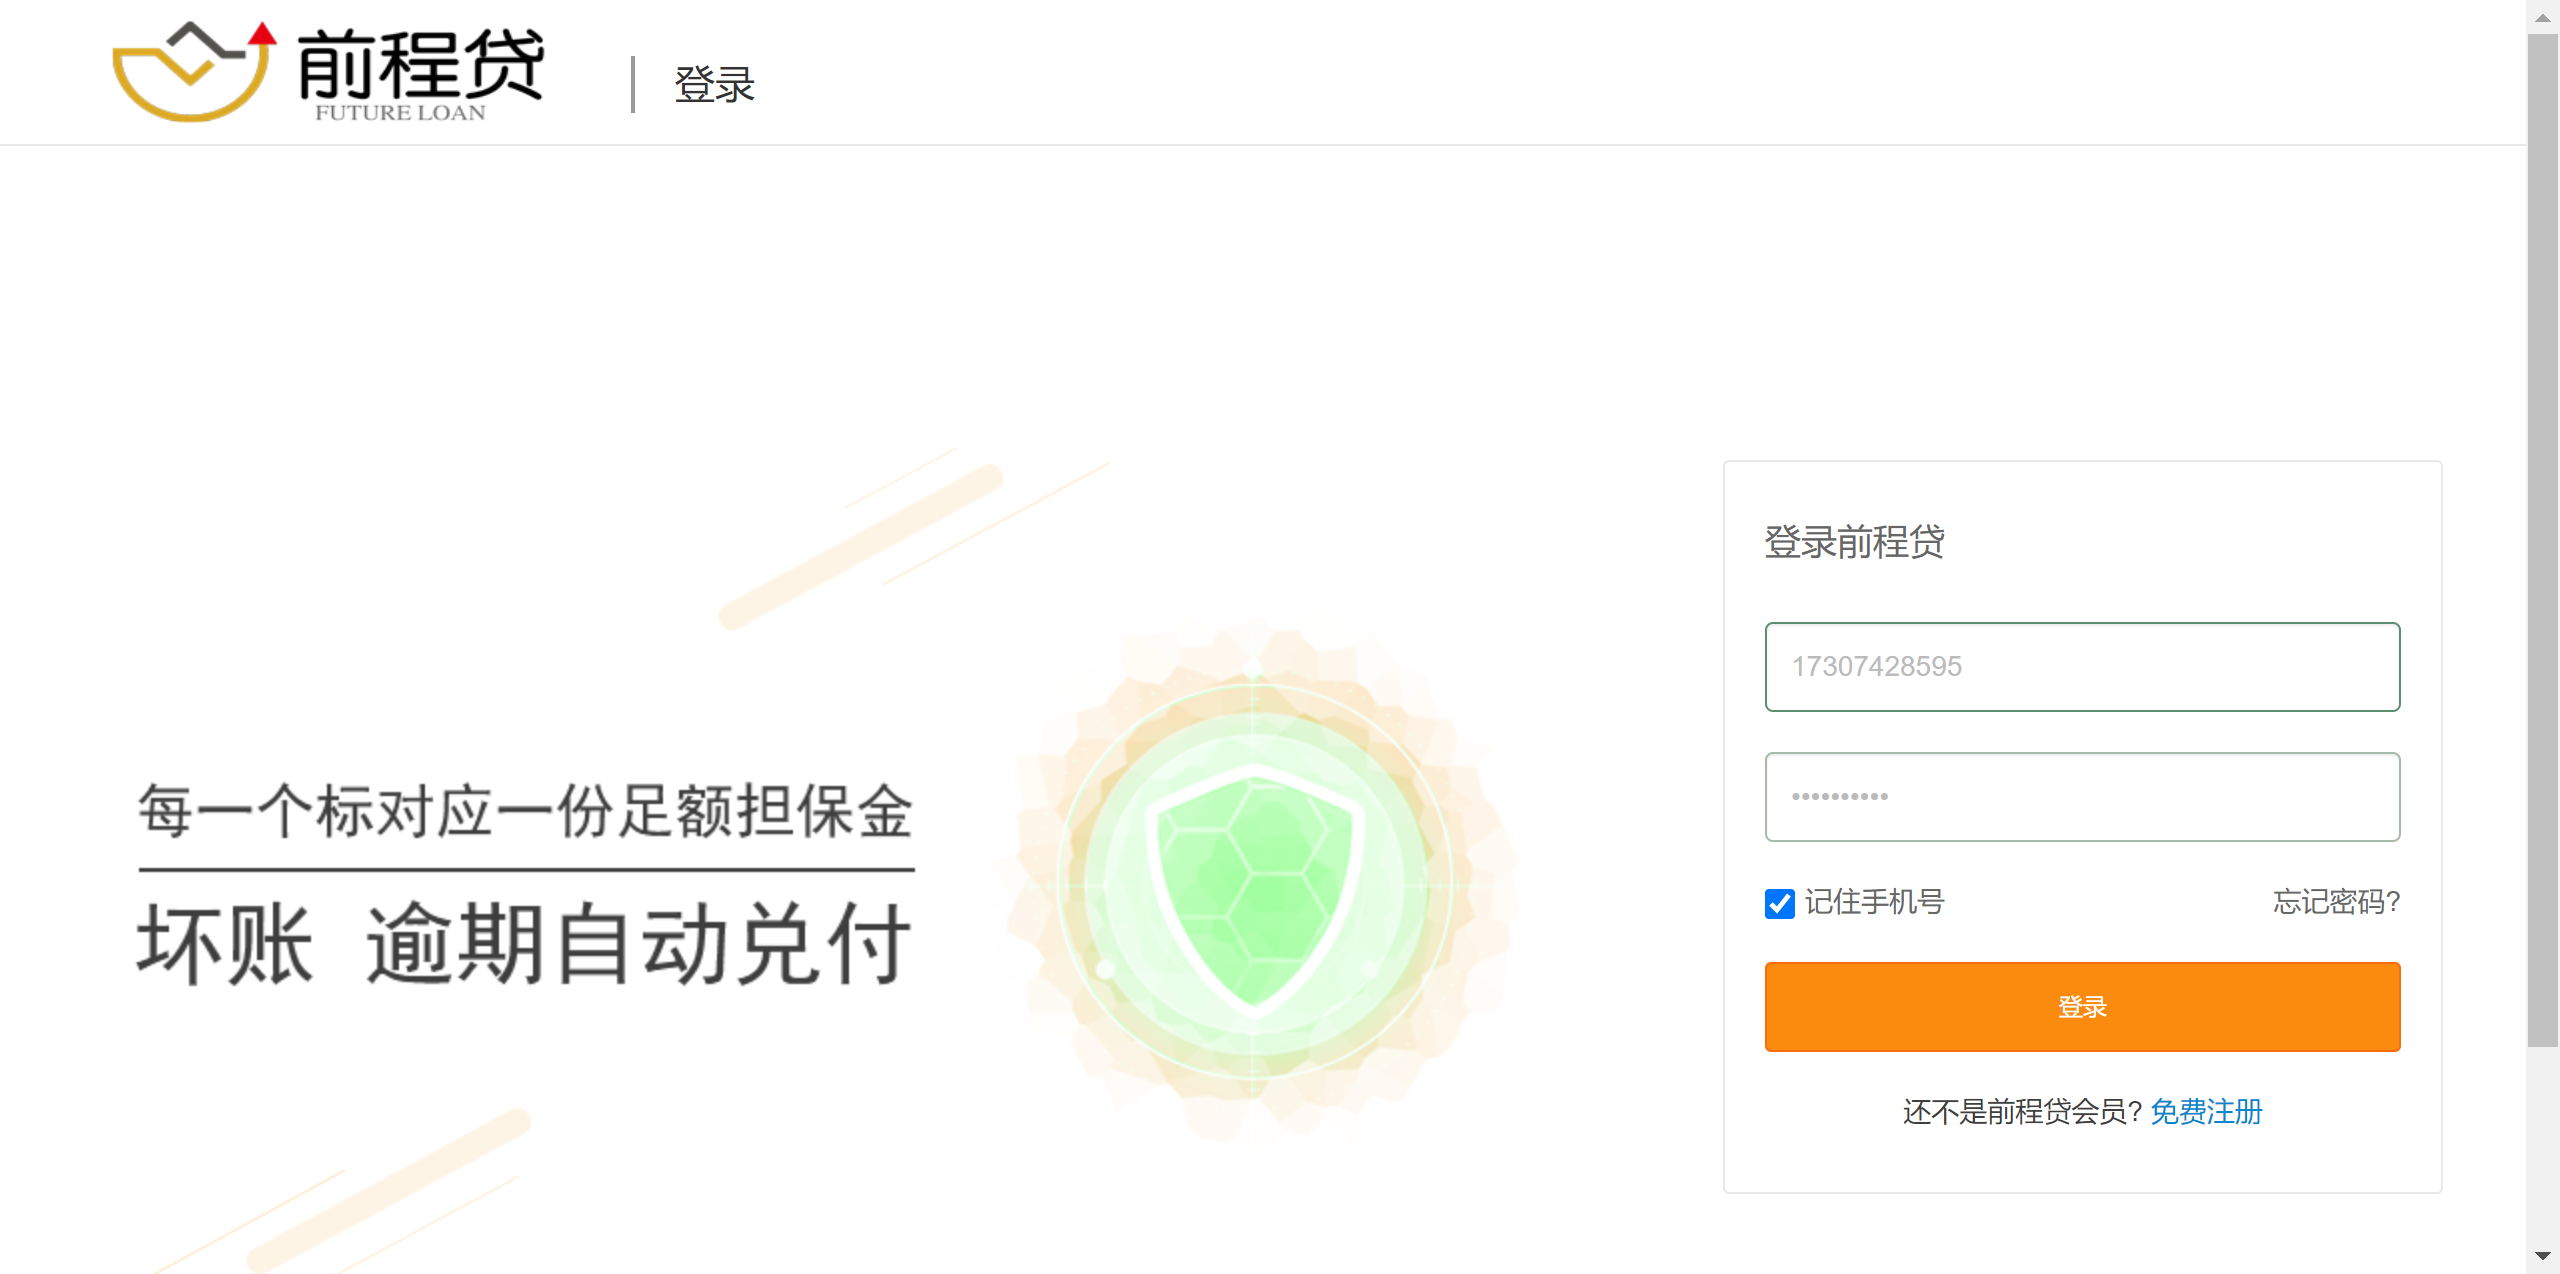 前程贷
FUTURE LOAN
登录
每一个标对应一份足额担保金
坏账 逾期自动兑付
登录前程贷
17307428595
••••••••••
记住手机号
忘记密码?
登录
还不是前程贷会员? 免费注册